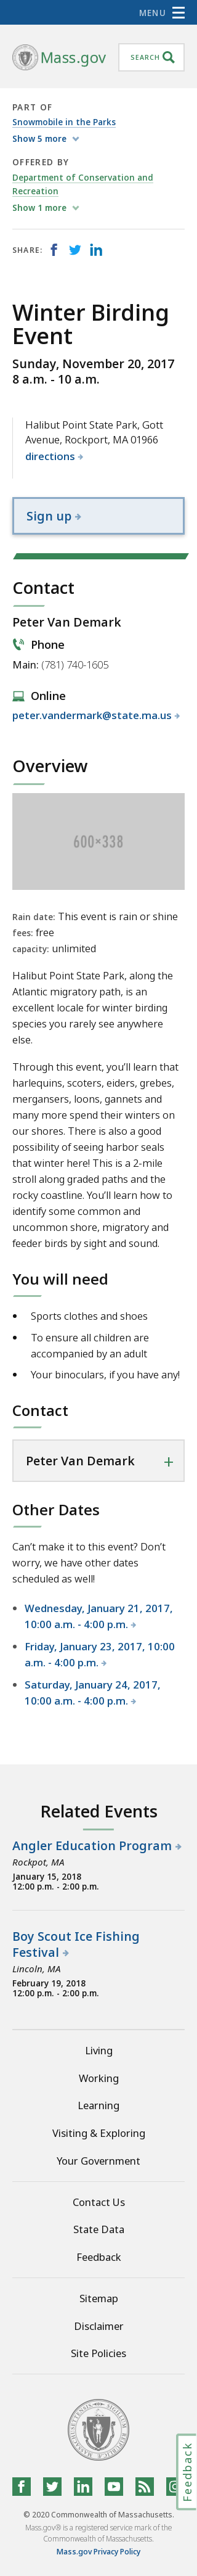 MENU
Mass.gov
SEARCH
PART OF
Snowmobile in the Parks
Show 5 more
OFFERED BY
Department of Conservation and
Recreation
Show 1 more
SHARE:
Winter Birding
Event
Sunday, November 20, 2017
8 a.m. - 10 a.m.
Halibut Point State Park, Gott
Avenue, Rockport, MA 01966
directions
Sign up
Contact
Peter Van Demark
Phone
Main: (781) 740-1605
Online
peter.vandermark@state.ma.us
Overview
600×338
Rain date: This event is rain or shine
fees: free
capacity: unlimited
Halibut Point State Park, along the
Atlantic migratory path, is an
excellent locale for winter birding
species you rarely see anywhere
else.
Through this event, you’ll learn that
harlequins, scoters, eiders, grebes,
mergansers, loons, gannets and
many more spend their winters on
our shores. There is also a good
possibility of seeing harbor seals
that winter here! This is a 2-mile
stroll along graded paths and the
rocky coastline. You’ll learn how to
identify some common and
uncommon shore, migratory and
feeder birds by sight and sound.
You will need
Sports clothes and shoes
To ensure all children are
accompanied by an adult
Your binoculars, if you have any!
Contact
Peter Van Demark
Other Dates
Can’t make it to this event? Don’t
worry, we have other dates
scheduled as well!
Wednesday, January 21, 2017,
10:00 a.m. - 4:00 p.m.
Friday, January 23, 2017, 10:00
a.m. - 4:00 p.m.
Saturday, January 24, 2017,
10:00 a.m. - 4:00 p.m.
Related Events
Angler Education Program
Rockpot, MA
January 15, 2018
12:00 p.m. - 2:00 p.m.
Boy Scout Ice Fishing
Festival
Lincoln, MA
February 19, 2018
12:00 p.m. - 2:00 p.m.
Living
Working
Learning
Visiting & Exploring
Your Government
Contact Us
State Data
Feedback
Sitemap
Disclaimer
Site Policies
Feedback
© 2020 Commonwealth of Massachusetts.
Mass.gov® is a registered service mark of the
Commonwealth of Massachusetts.
Mass.gov Privacy Policy